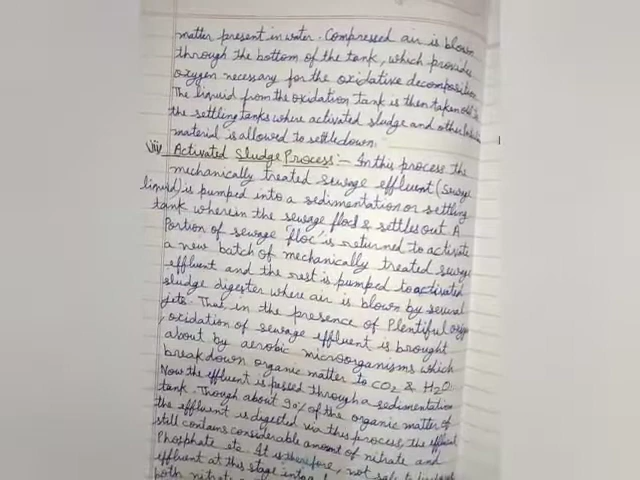 matter present in water. Compressed air is blown
through the bottom of the tank, which provides
oxygen necessary for the oxidative decomposition
The liquid from the oxidation tank is then taken
the settling tanks where activated sludge and other
material is allowed to settle down.
Activated Sludge Process:- In this process the
mechanically treated sewage effluent (Sewage
liquid) is pumped into a sedimentation or settling
tank wherein the sewage flocs & settles out. A
Portion of sewage 'floc' is returned to activate
a new batch of mechanically treated sewage
effluent and the rest is pumped to activated
sludge digester where air is blown by several
jets. Thus in the presence of Plentiful oxygen
, oxidation of sewage effluent is brought
about by aerobic microorganisms which
breakdown organic matter to CO2 & H2O.
Now the effluent is passed through a sedimentation
tank. Though about 90% of the organic matter of
the effluent is digested via this process, the effluent
still contains considerable amount of nitrate and
Phosphate etc. It is therefore, not safe to
effluent at this stage into
both